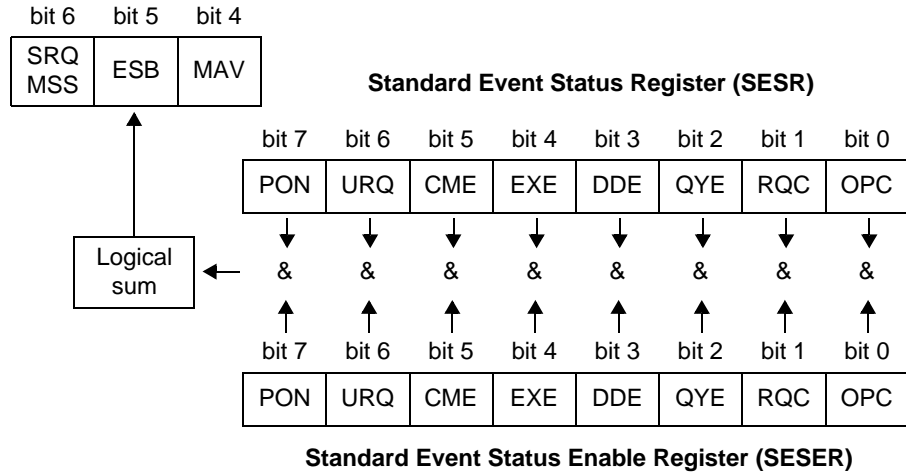 bit 6 bit 5 bit 4
SRQ
MSS
ESB MAV
Standard Event Status Register (SESR)
bit 7 bit 6 bit 5 bit 4 bit 3 bit 2 bit 1 bit 0
PON URQ CME EXE DDE QYE RQC OPC
Logical
sum
& & & & & & & &
bit 7 bit 6 bit 5 bit 4 bit 3 bit 2 bit 1 bit 0
PON URQ CME EXE DDE QYE RQC OPC
Standard Event Status Enable Register (SESER)